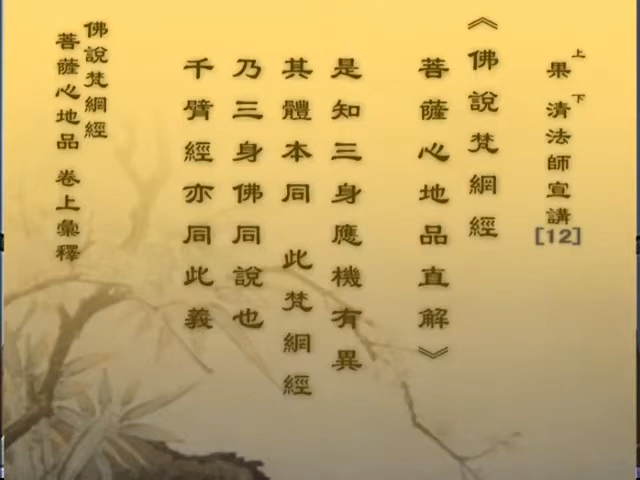 上果下清法師宣講
[12]
《佛說梵網經
菩薩心地品直解》
是知三身應機有異
其體本同 此梵網經
乃三身佛同說也
千臂經亦同此義
佛說梵網經
菩薩心地品 卷上彙釋